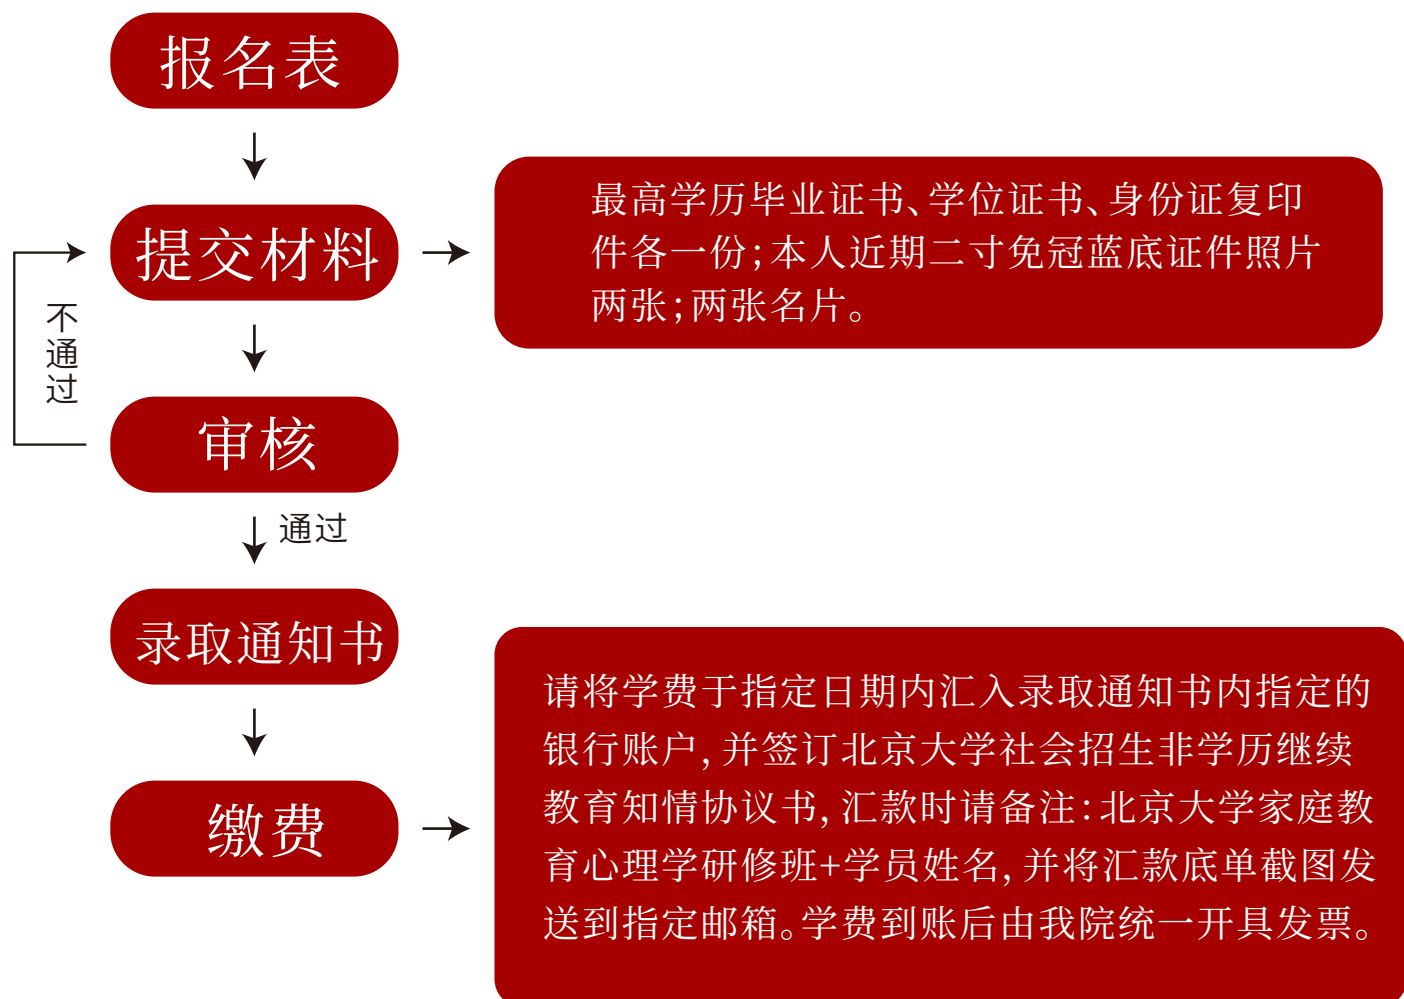 报名表
提交材料
最高学历毕业证书、学位证书、身份证复印
件各一份;本人近期二寸免冠蓝底证件照片
两张;两张名片。
不
通
过
审核
通过
录取通知书
缴费
请将学费于指定日期内汇入录取通知书内指定的
银行账户,并签订北京大学社会招生非学历继续
教育知情协议书,汇款时请备注:北京大学家庭教
育心理学研修班+学员姓名,并将汇款底单截图发
送到指定邮箱。学费到账后由我院统一开具发票。